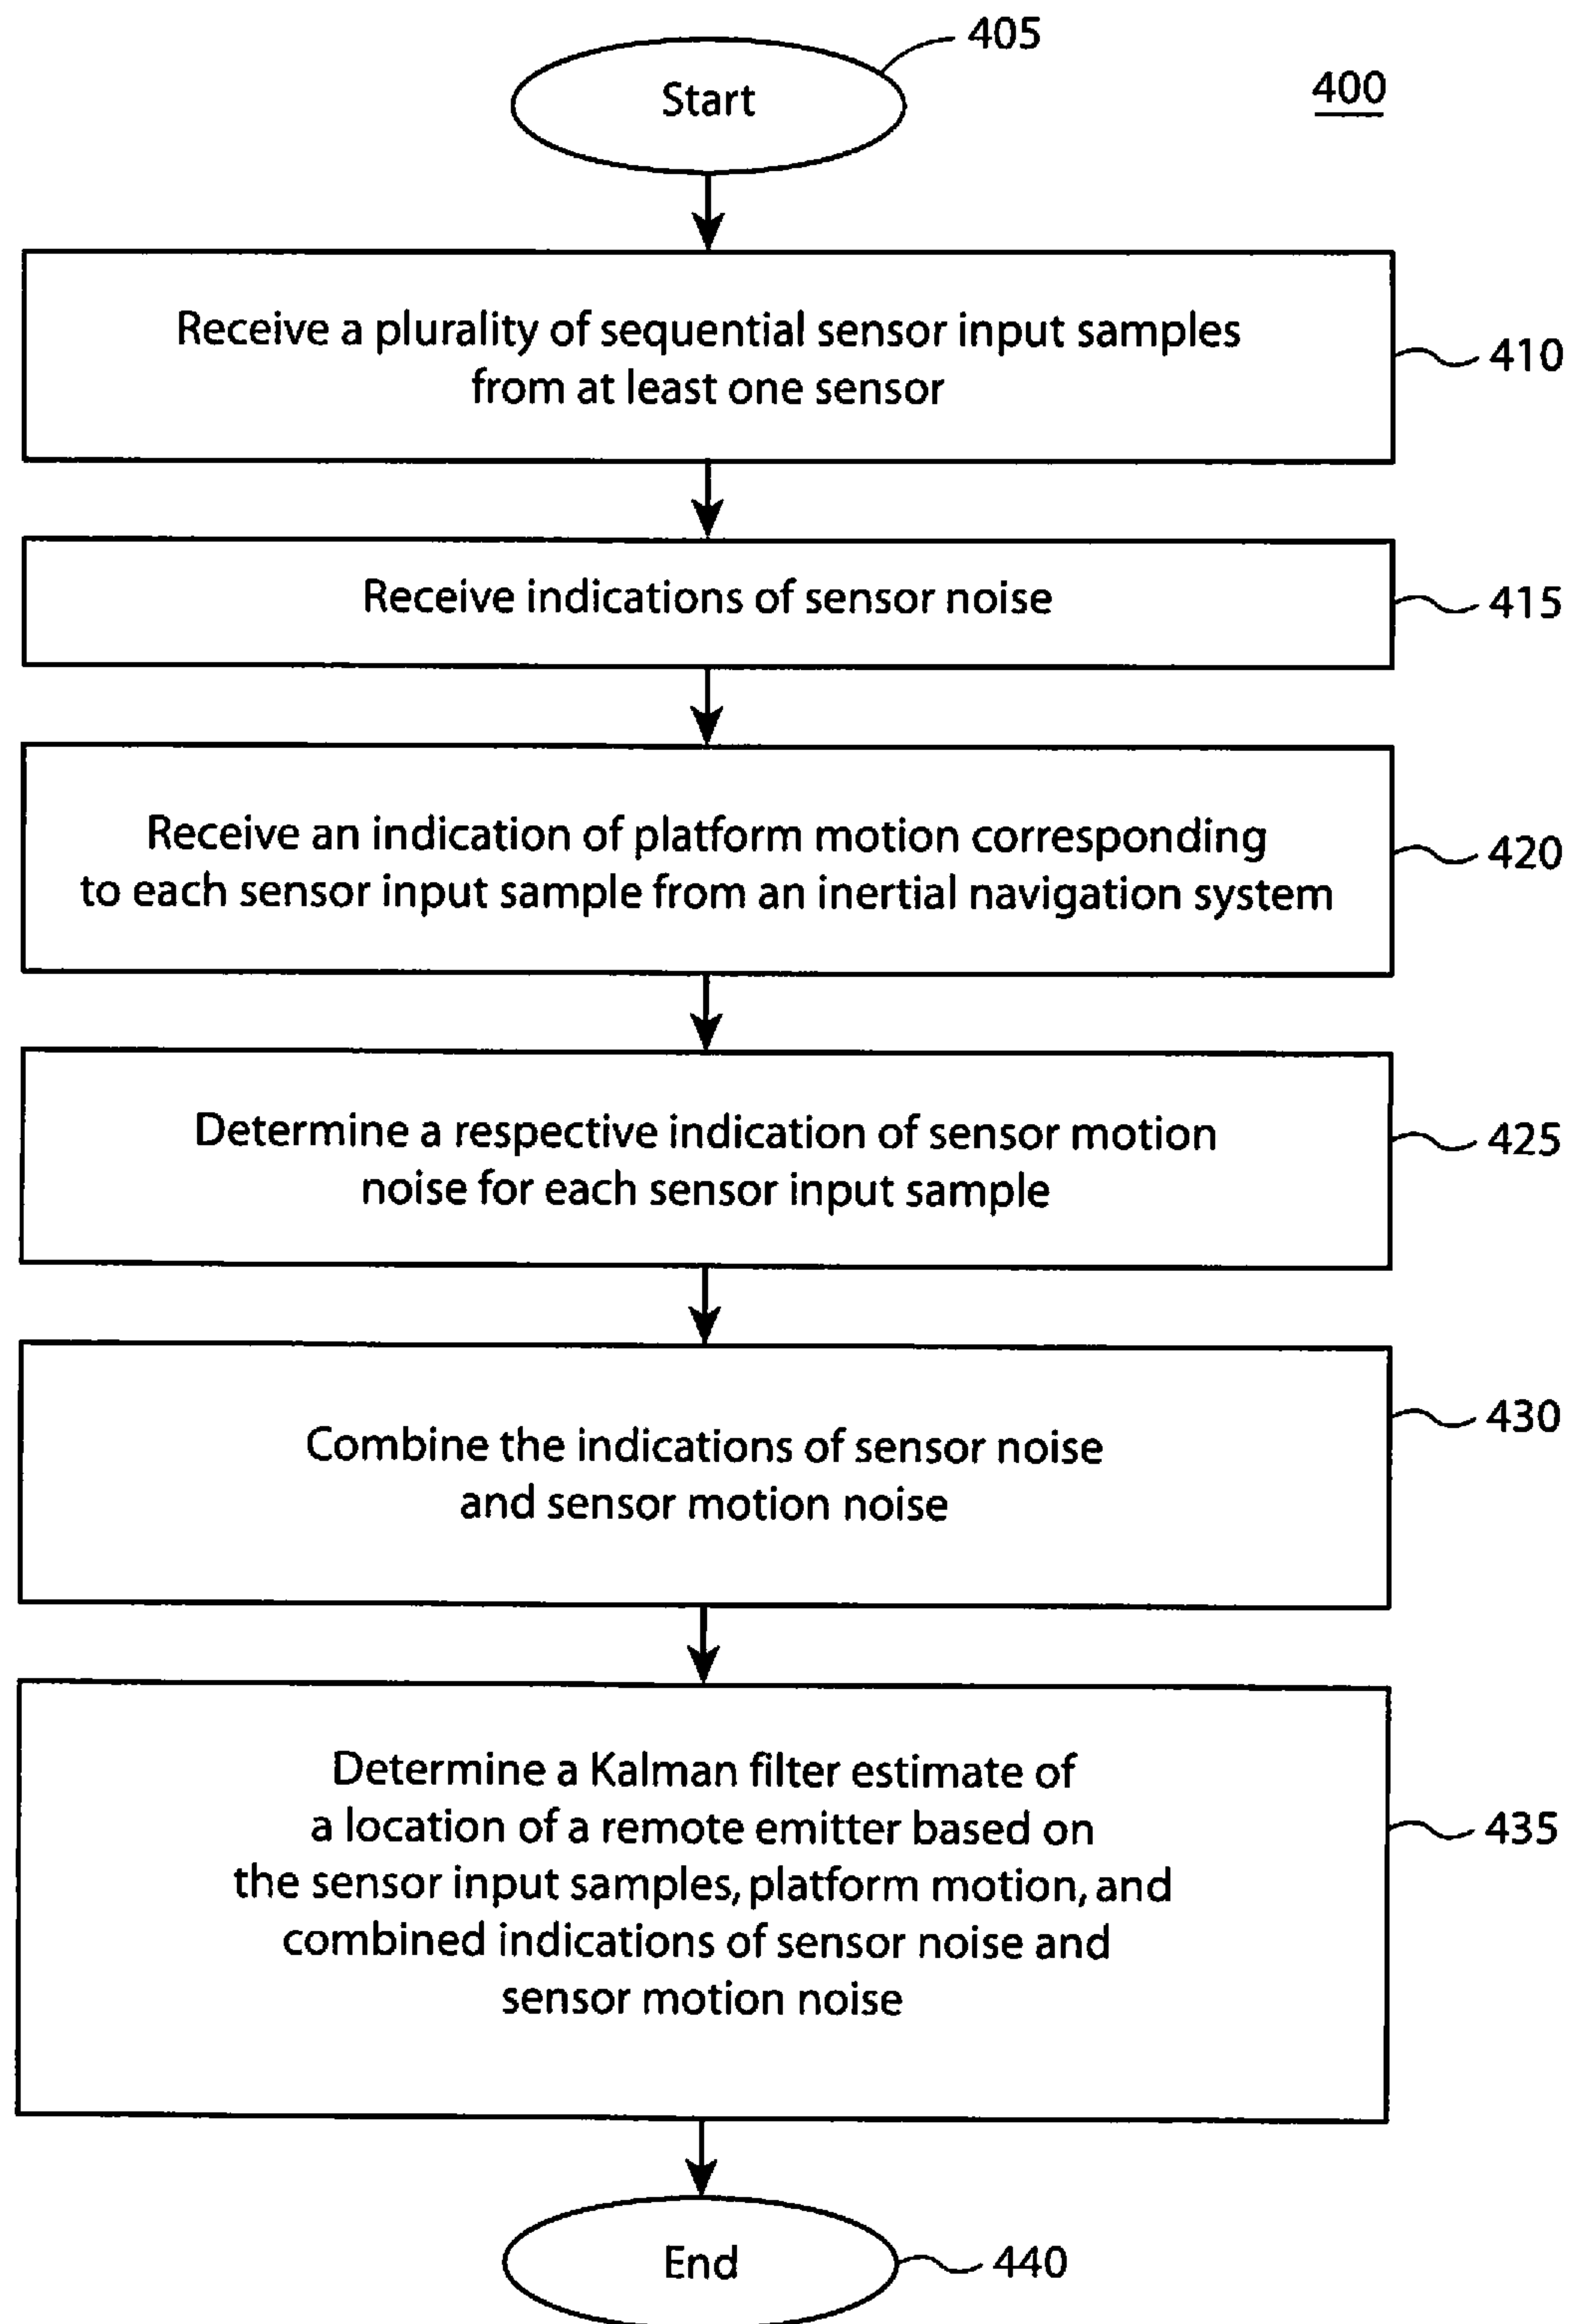 405
Start
400
Receive a plurality of sequential sensor input samples
from at least one sensor
410
Receive indications of sensor noise
415
Receive an indication of platform motion corresponding
to each sensor input sample from an inertial navigation system
420
Determine a respective indication of sensor motion
noise for each sensor input sample
425
Combine the indications of sensor noise
and sensor motion noise
430
Determine a Kalman filter estimate of
a location of a remote emitter based on
the sensor input samples, platform motion, and
combined indications of sensor noise and
sensor motion noise
435
End
440